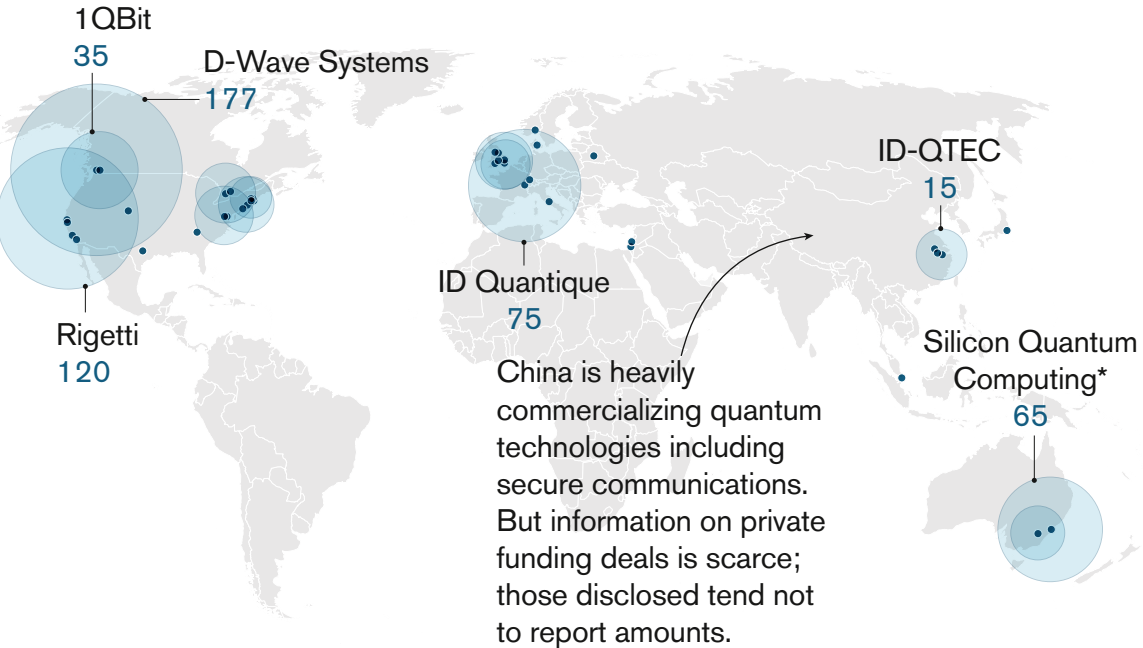 1QBit
35
D-Wave Systems
177
Rigetti
120
ID Quantique
75
ID-QTEC
15
Silicon Quantum
Computing*
65
China is heavily
commercializing quantum
technologies including
secure communications.
But information on private
funding deals is scarce;
those disclosed tend not
to report amounts.